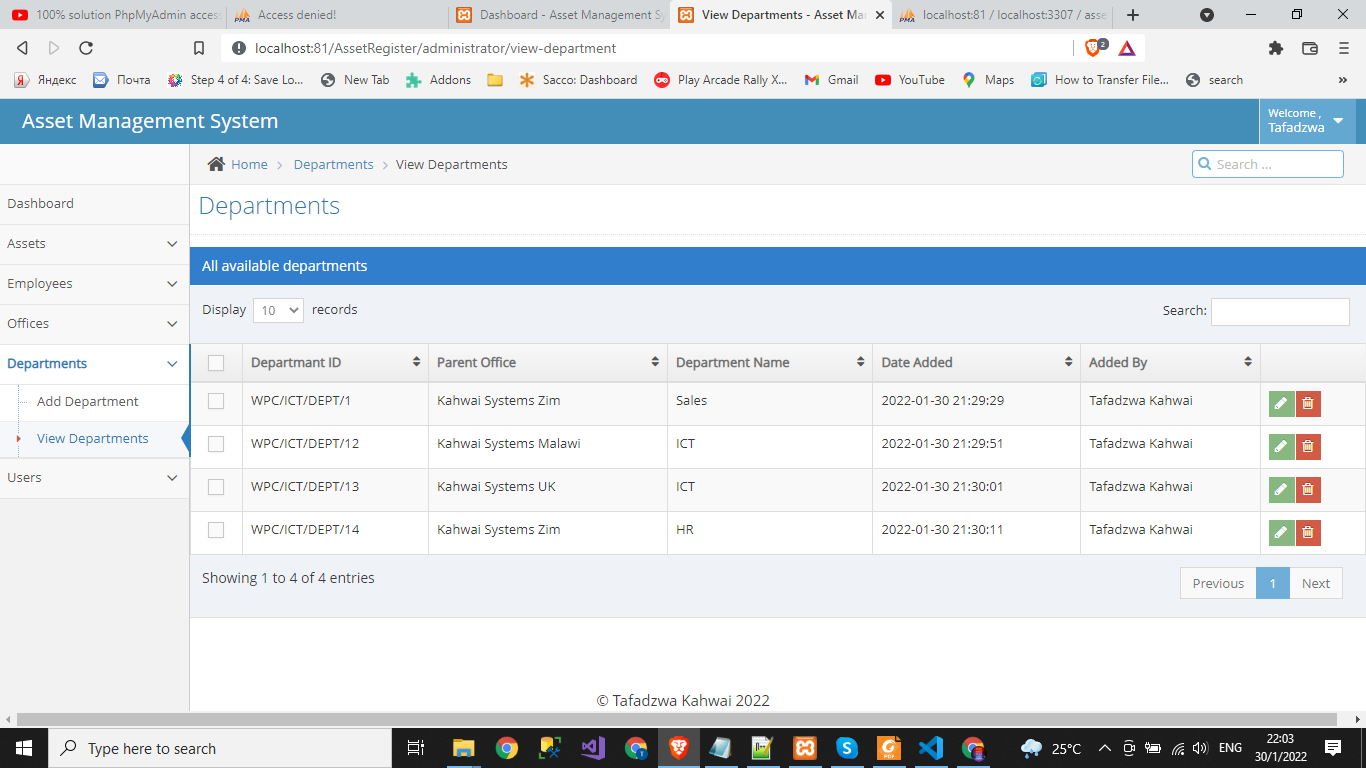 100% solution PhpMyAdmin access
Access denied!
Dashboard - Asset Management Sy
View Departments - Asset Man
localhost:81 / localhost:3307 / asse
localhost:81/AssetRegister/administrator/view-department
2
Яндекс
Почта
Step 4 of 4: Save Lo...
New Tab
Addons
Sacco: Dashboard
Play Arcade Rally X...
Gmail
YouTube
Maps
How to Transfer File...
search
»
Asset Management System
Welcome ,
Tafadzwa
Home > Departments > View Departments
Search ...
Dashboard
Assets
Employees
Offices
Departments
Add Department
View Departments
Users
Departments
All available departments
Display 10 records
Search:
Departmant ID Parent Office Department Name Date Added Added By
WPC/ICT/DEPT/1 Kahwai Systems Zim Sales 2022-01-30 21:29:29 Tafadzwa Kahwai
WPC/ICT/DEPT/12 Kahwai Systems Malawi ICT 2022-01-30 21:29:51 Tafadzwa Kahwai
WPC/ICT/DEPT/13 Kahwai Systems UK ICT 2022-01-30 21:30:01 Tafadzwa Kahwai
WPC/ICT/DEPT/14 Kahwai Systems Zim HR 2022-01-30 21:30:11 Tafadzwa Kahwai
Showing 1 to 4 of 4 entries
Previous 1 Next
© Tafadzwa Kahwai 2022
Type here to search
25°C
ENG
22:03
30/1/2022